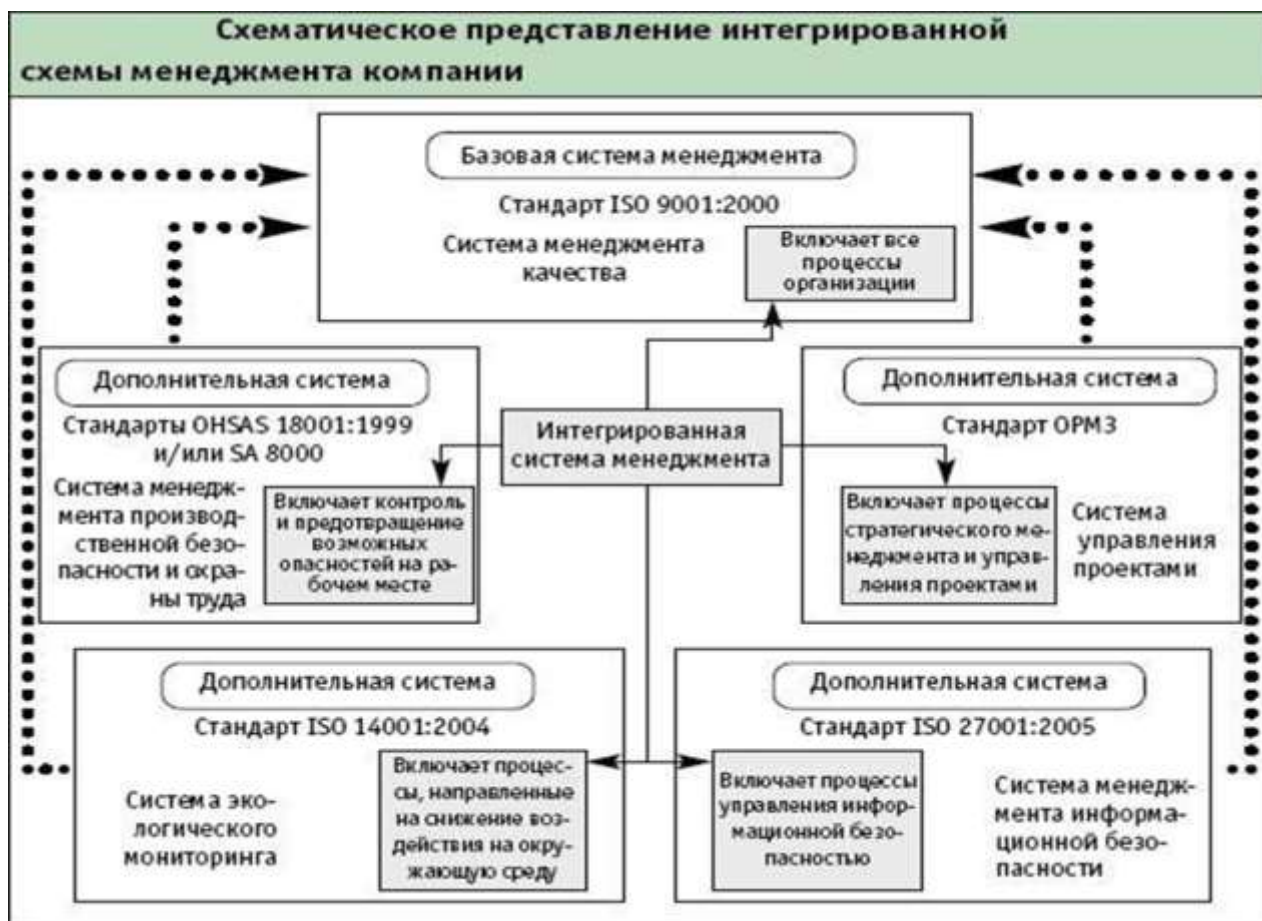 Схематическое представление интегрированной
схемы менеджмента компании
Базовая система менеджмента
Стандарт ISO 9001:2000
Система менеджмента
качества
Включает все
процессы
организации
Дополнительная система
Стандарты OHSAS 18001:1999
и/или SA 8000
Система менедж-
мента производ-
ственной безо-
пасности и охра-
ны труда
Включает контроль
и предотвращение
возможных
опасностей на ра-
бочем месте
Интегрированная
система менеджмента
Дополнительная система
Стандарт ОРМ3
Включает процессы
стратегического ме-
неджмента и управ-
ления проектами
Система
управления
проектами
Дополнительная система
Стандарт ISO 14001:2004
Система эко-
логического
мониторинга
Включает процес-
сы, направленные
на снижение воз-
действия на окру-
жающую среду
Дополнительная система
Стандарт ISO 27001:2005
Включает процессы
управления инфор-
мационной безо-
пасностью
Система менедж-
мента информа-
ционной безо-
пасности